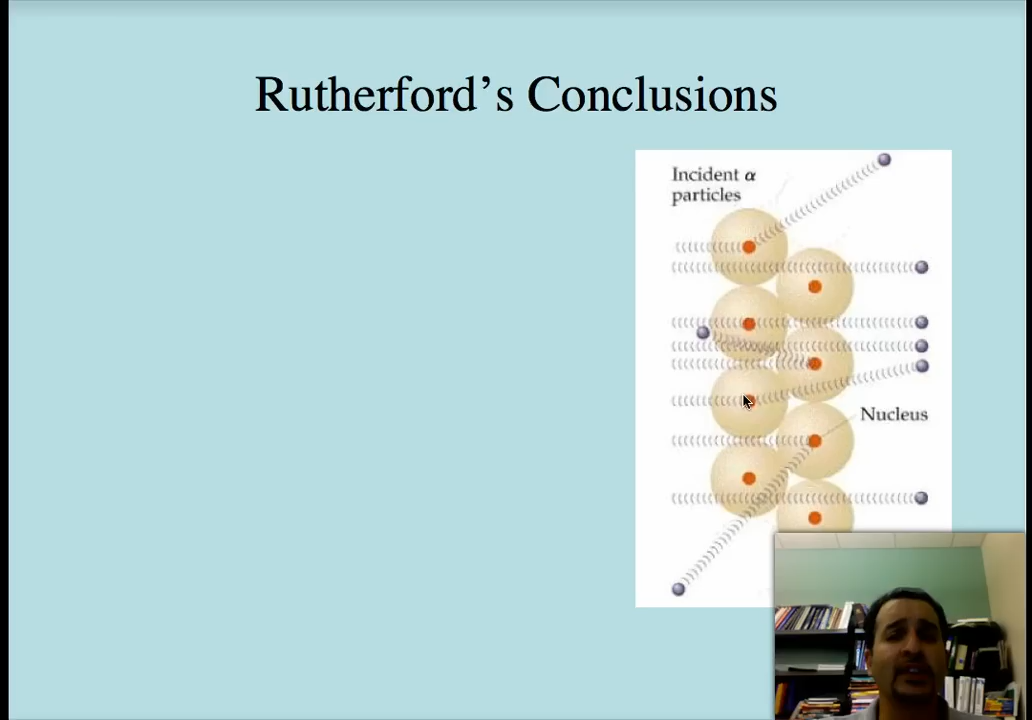 Rutherford’s Conclusions
Incident α
particles
Nucleus